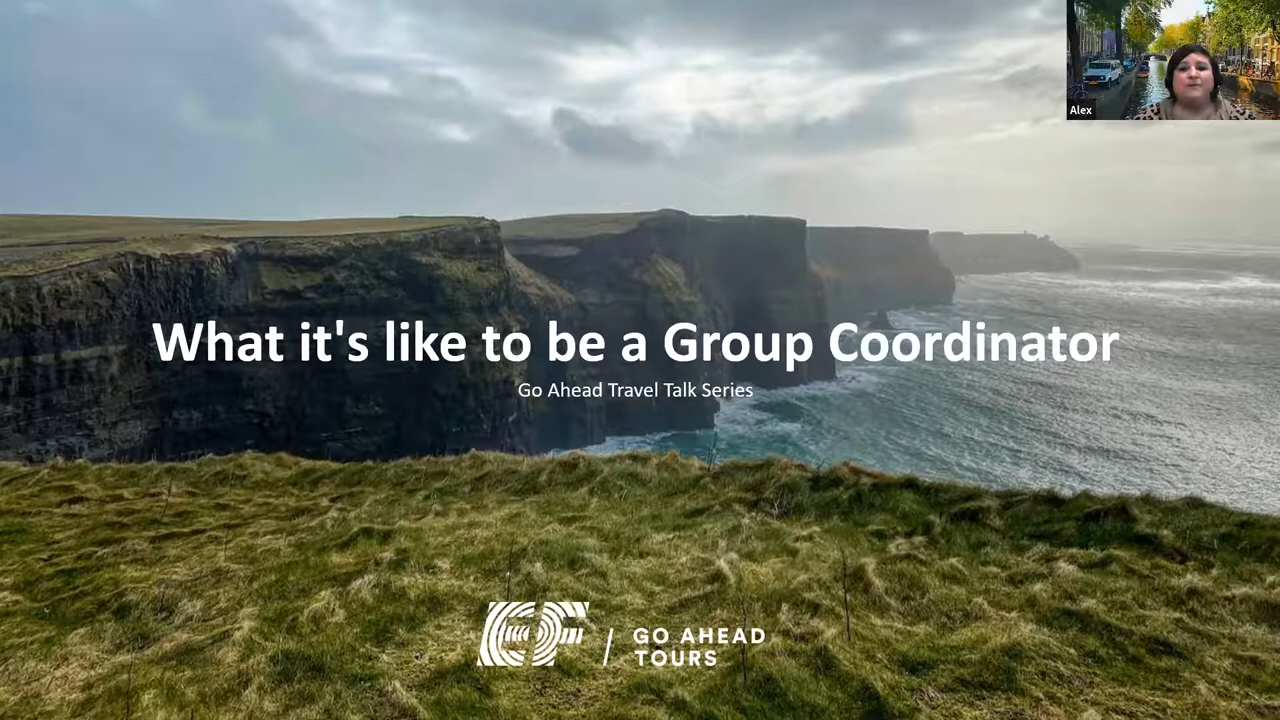 Alex
What it's like to be a Group Coordinator
Go Ahead Travel Talk Series
EF
GO AHEAD
TOURS